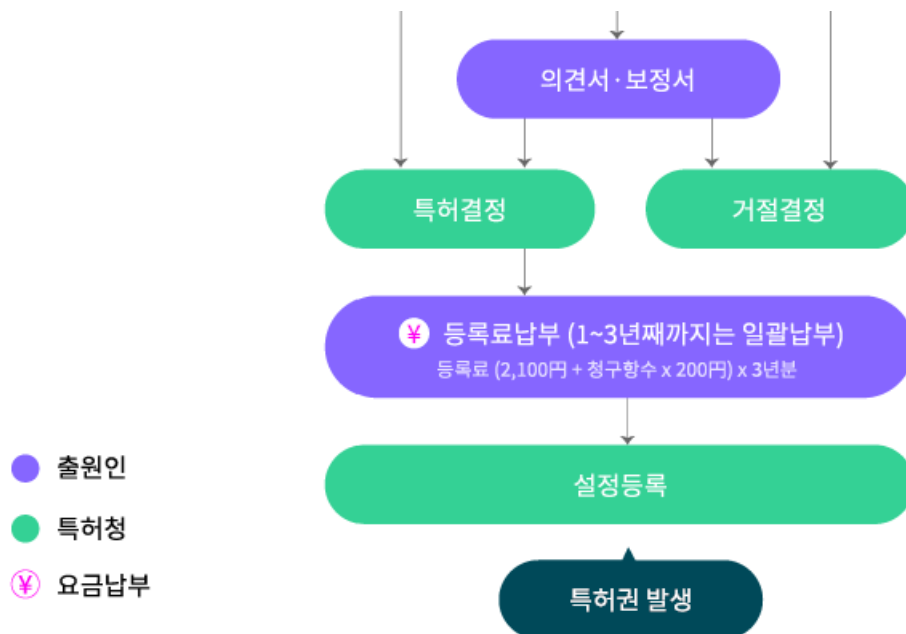 의견서·보정서
특허결정
거절결정
¥ 등록료납부 (1~3년째까지는 일괄납부)
등록료 (2,100円 + 청구항수 x 200円) x 3년분
설정등록
특허권 발생
출원인
특허청
¥ 요금납부